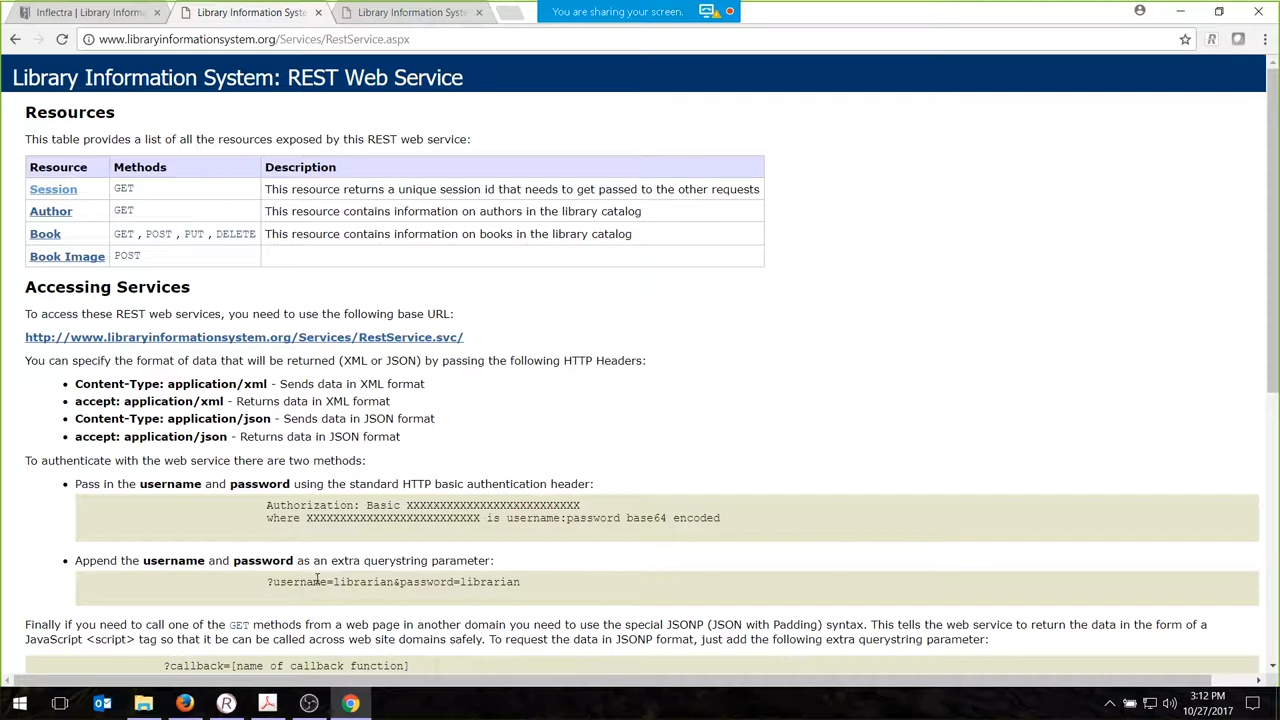 Inflectra | Library Informa
Library Information Syste
Library Information Syste
You are sharing your screen.
www.libraryinformationsystem.org/Services/RestService.aspx
Library Information System: REST Web Service
Resources
This table provides a list of all the resources exposed by this REST web service:
Resource Methods Description
Session GET This resource returns a unique session id that needs to get passed to the other requests
Author GET This resource contains information on authors in the library catalog
Book GET , POST , PUT , DELETE This resource contains information on books in the library catalog
Book Image POST
Accessing Services
To access these REST web services, you need to use the following base URL:
http://www.libraryinformationsystem.org/Services/RestService.svc/
You can specify the format of data that will be returned (XML or JSON) by passing the following HTTP Headers:
• Content-Type: application/xml - Sends data in XML format
• accept: application/xml - Returns data in XML format
• Content-Type: application/json - Sends data in JSON format
• accept: application/json - Returns data in JSON format
To authenticate with the web service there are two methods:
• Pass in the username and password using the standard HTTP basic authentication header:
Authorization: Basic XXXXXXXXXXXXXXXXXXXXXXXXXX
where XXXXXXXXXXXXXXXXXXXXXXXXXX is username:password base64 encoded
• Append the username and password as an extra querystring parameter:
?username=librarian&password=librarian
Finally if you need to call one of the GET methods from a web page in another domain you need to use the special JSONP (JSON with Padding) syntax. This tells the web service to return the data in the form of a
JavaScript <script> tag so that it be can be called across web site domains safely. To request the data in JSONP format, just add the following extra querystring parameter:
?callback=[name of callback function]
3:12 PM
10/27/2017